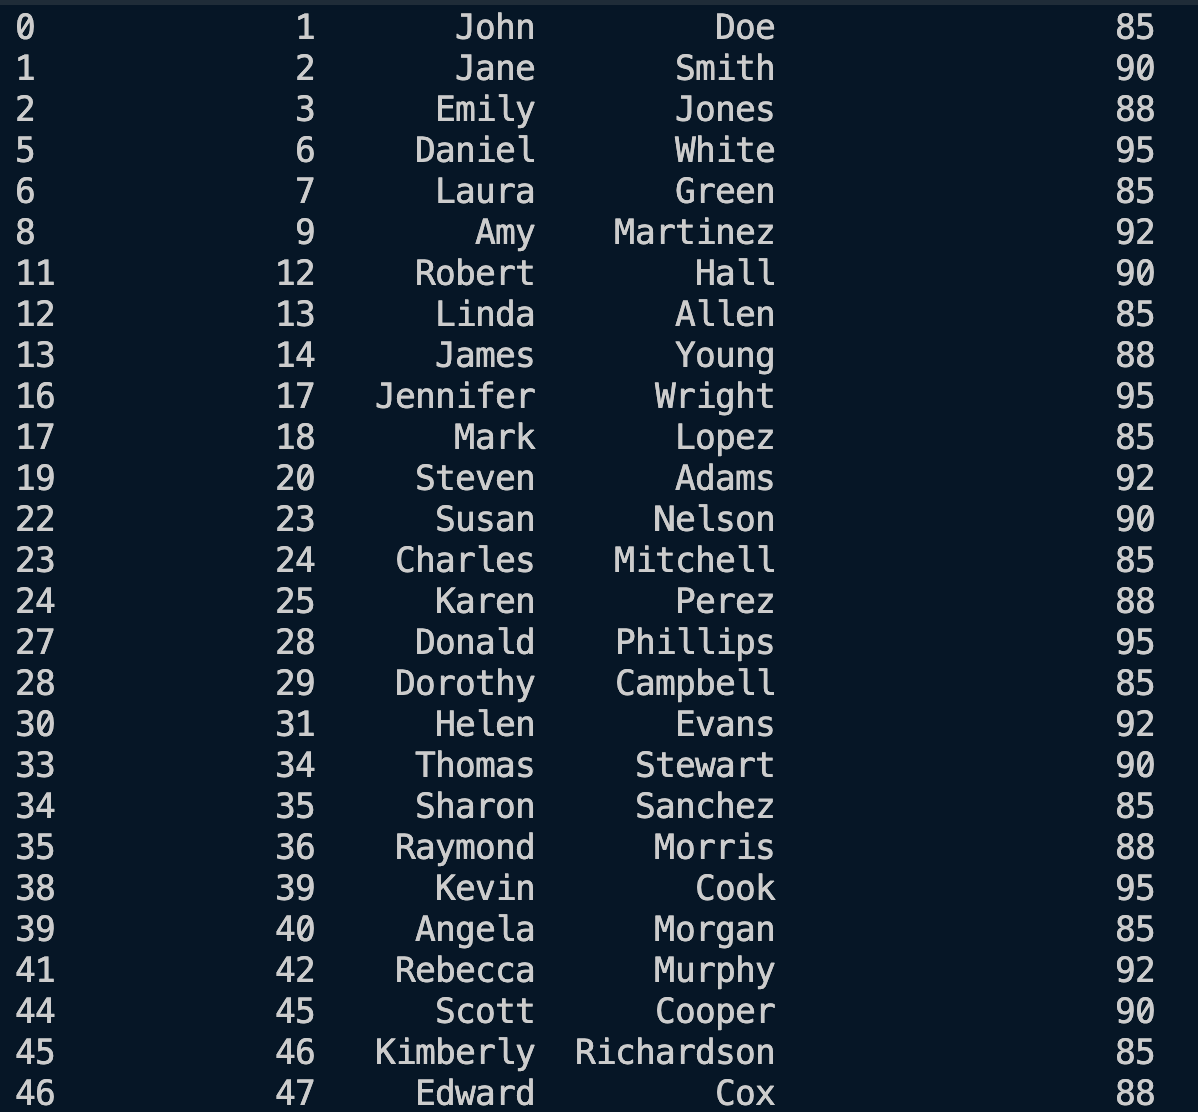 0 1 John Doe 85
1 2 Jane Smith 90
2 3 Emily Jones 88
5 6 Daniel White 95
6 7 Laura Green 85
8 9 Amy Martinez 92
11 12 Robert Hall 90
12 13 Linda Allen 85
13 14 James Young 88
16 17 Jennifer Wright 95
17 18 Mark Lopez 85
19 20 Steven Adams 92
22 23 Susan Nelson 90
23 24 Charles Mitchell 85
24 25 Karen Perez 88
27 28 Donald Phillips 95
28 29 Dorothy Campbell 85
30 31 Helen Evans 92
33 34 Thomas Stewart 90
34 35 Sharon Sanchez 85
35 36 Raymond Morris 88
38 39 Kevin Cook 95
39 40 Angela Morgan 85
41 42 Rebecca Murphy 92
44 45 Scott Cooper 90
45 46 Kimberly Richardson 85
46 47 Edward Cox 88